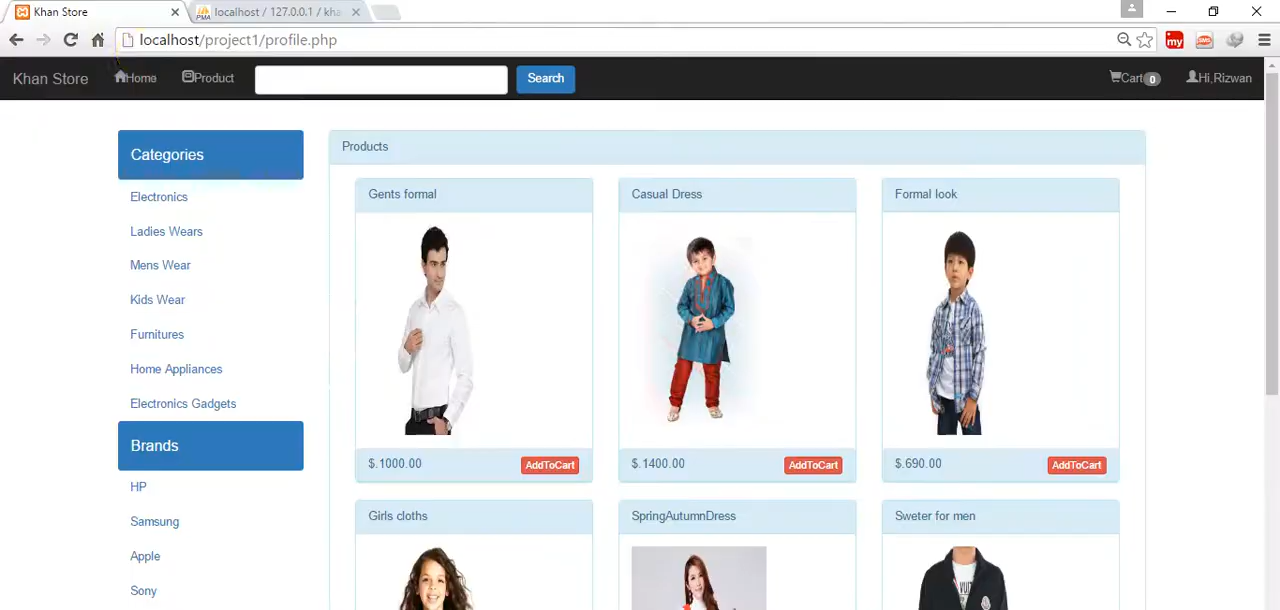 Khan Store
localhost / 127.0.0.1 / kha
localhost/project1/profile.php
my
SMS
Khan Store
Home
Product
Search
Cart 0
Hi,Rizwan
Categories
Electronics
Ladies Wears
Mens Wear
Kids Wear
Furnitures
Home Appliances
Electronics Gadgets
Brands
HP
Samsung
Apple
Sony
Products
Gents formal
Casual Dress
Formal look
$.1000.00
AddToCart
$.1400.00
AddToCart
$.690.00
AddToCart
Girls cloths
SpringAutumnDress
Sweter for men